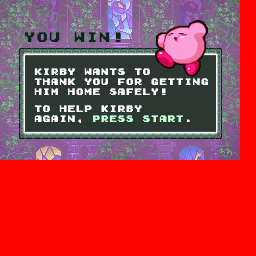 YOU WIN!
KIRBY WANTS TO
THANK YOU FOR GETTING
HIM HOME SAFELY!
TO HELP KIRBY
AGAIN, PRESS START.